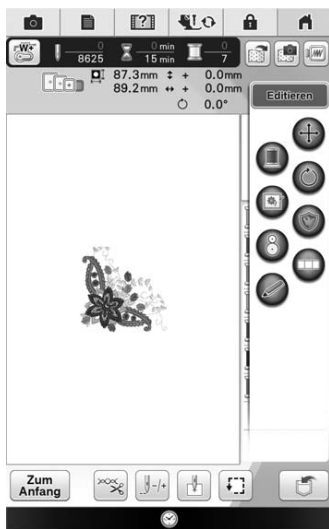 W+
0
8625
0 min
15 min
0
7
87.3mm + 0.0mm
89.2mm + 0.0mm
0.0°
Editieren
-/+
Zum
Anfang